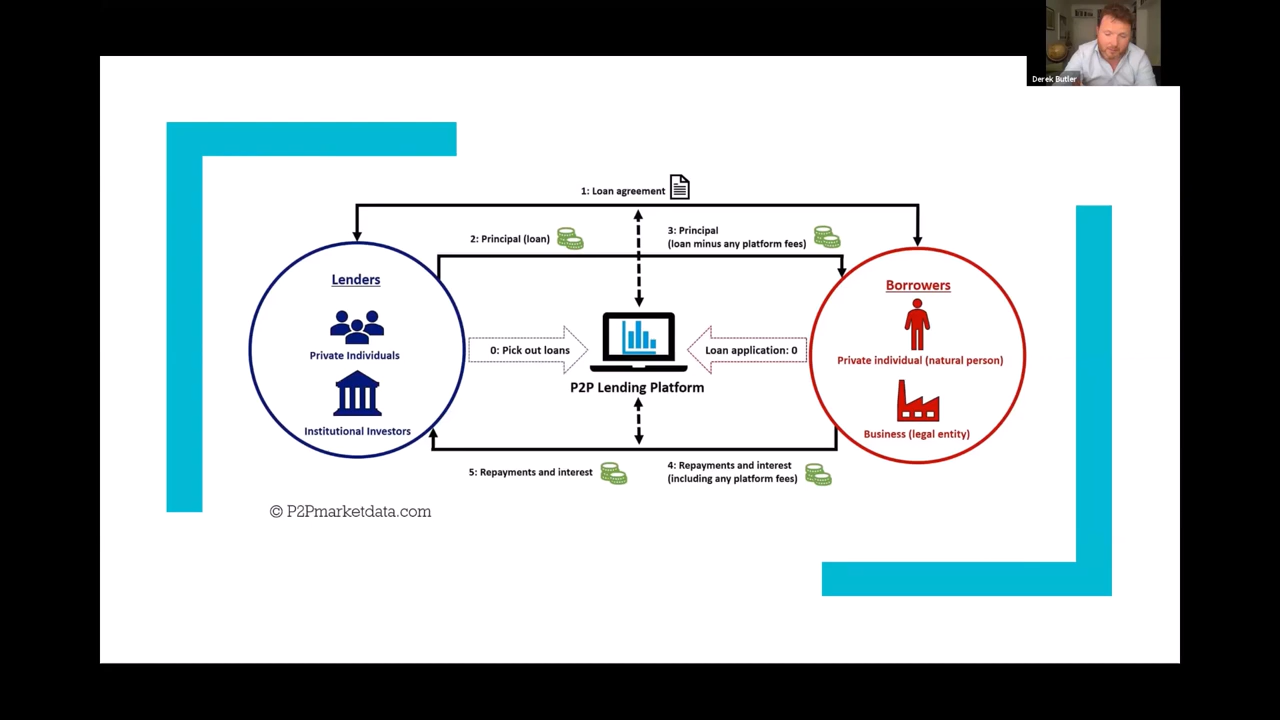 Derek Butler
1: Loan agreement
2: Principal (loan)
3: Principal
(loan minus any platform fees)
Lenders
Private Individuals
Institutional Investors
0: Pick out loans
P2P Lending Platform
Loan application: 0
Borrowers
Private individual (natural person)
Business (legal entity)
5: Repayments and interest
4: Repayments and interest
(including any platform fees)
© P2Pmarketdata.com